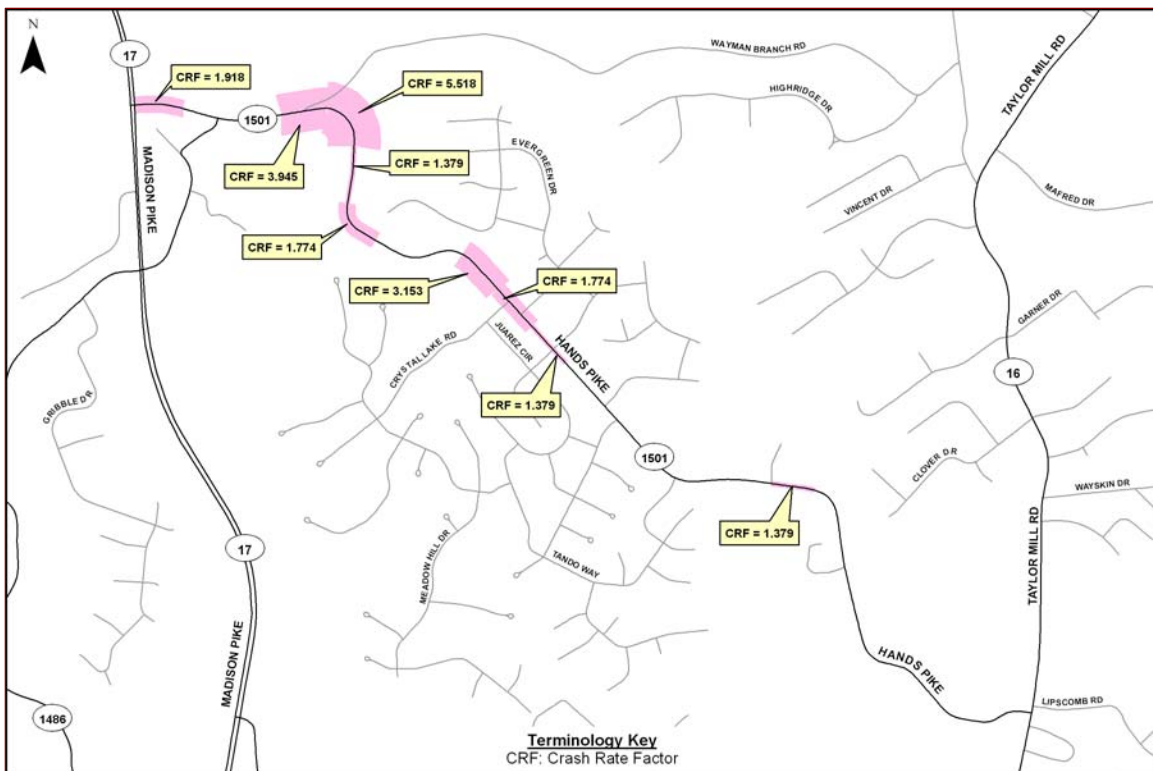 N
17
CRF = 1.918
CRF = 5.518
WAYMAN BRANCH RD
TAYLOR MILL RD
HIGHRIDGE DR
1501
EVERGREEN DR
CRF = 3.945
CRF = 1.379
MADISON PIKE
VINCENT DR
MAFRED DR
CRF = 1.774
CRF = 3.153
CRF = 1.774
GARNER DR
JUAREZ CIR
HANDS PIKE
CRYSTAL LAKE RD
16
GRIBBLE DR
CRF = 1.379
1501
CLOVER DR
WAYSKIN DR
CRF = 1.379
17
TANDO WAY
MEADOW HILL DR
TAYLOR MILL RD
MADISON PIKE
HANDS PIKE
LIPSCOMB RD
1486
Terminology Key
CRF: Crash Rate Factor